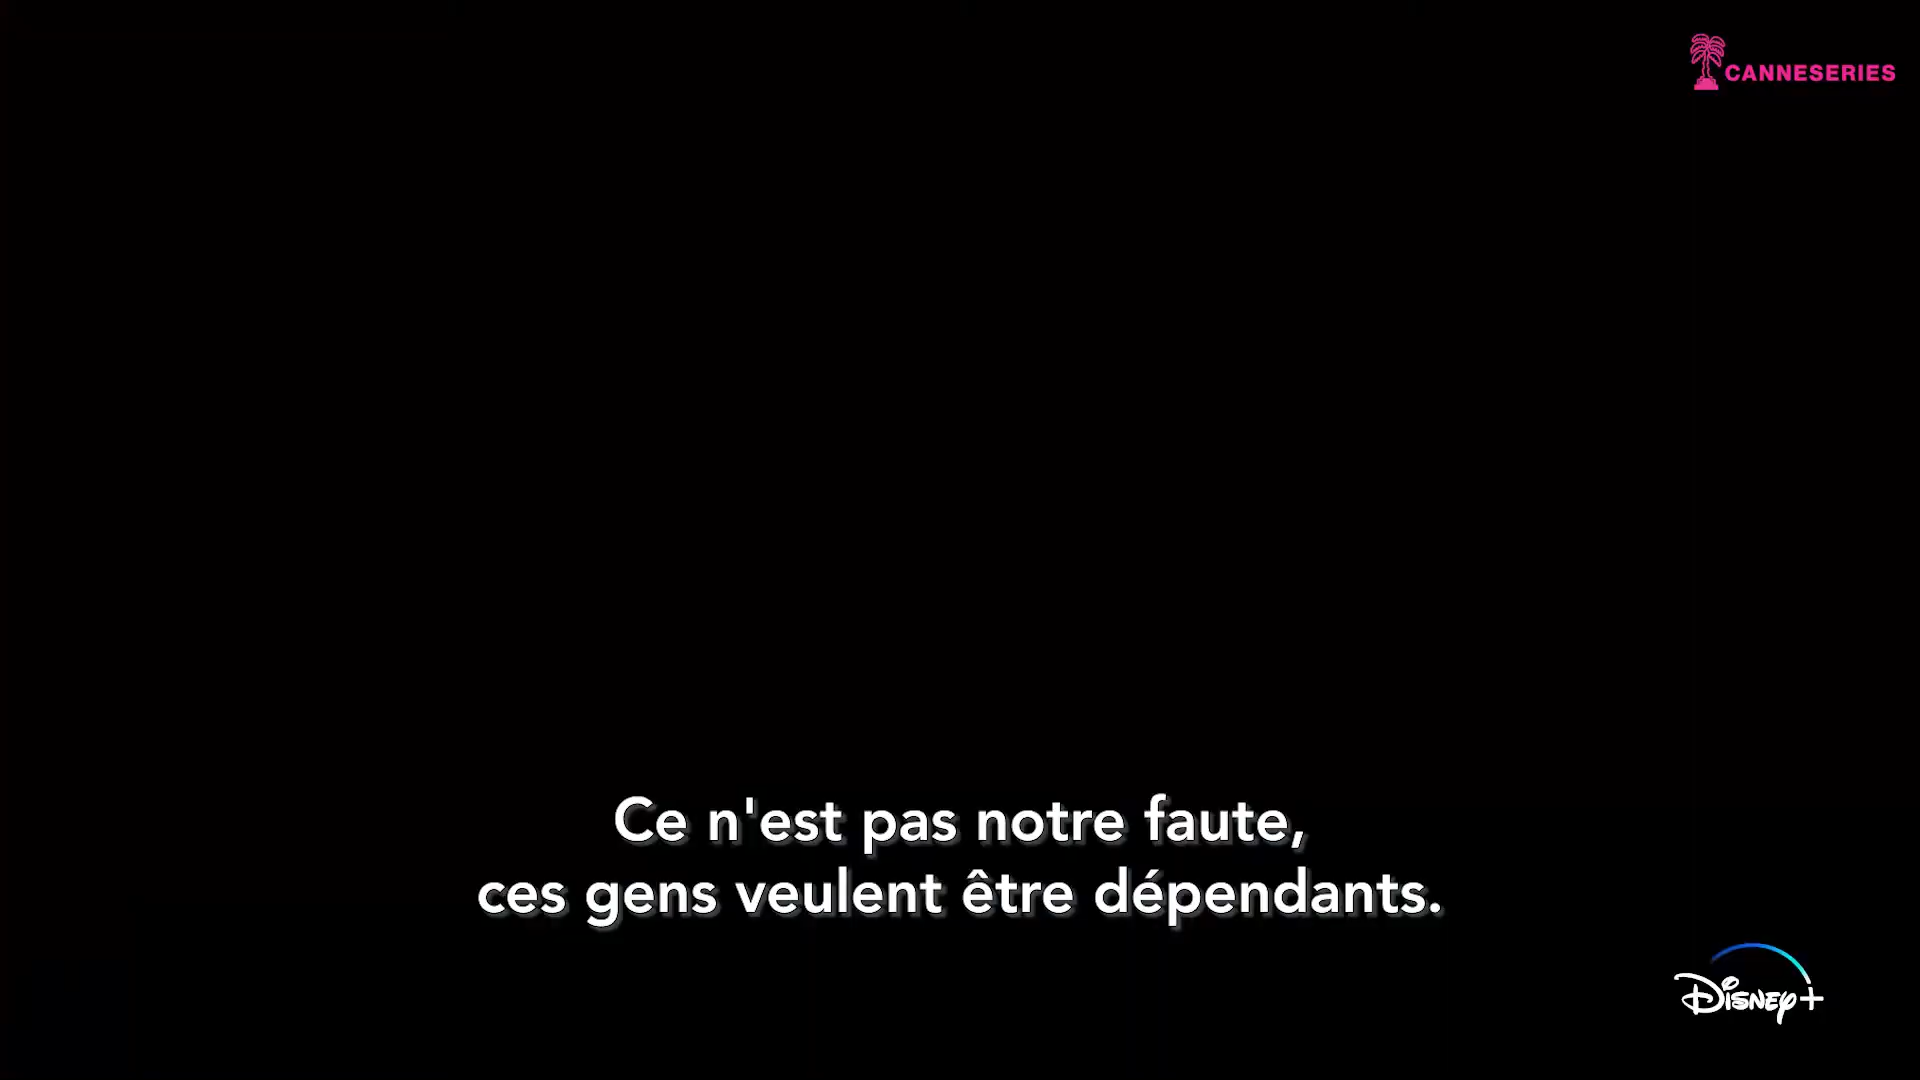 CANNESERIES
Ce n'est pas notre faute,
ces gens veulent être dépendants.
Disney+